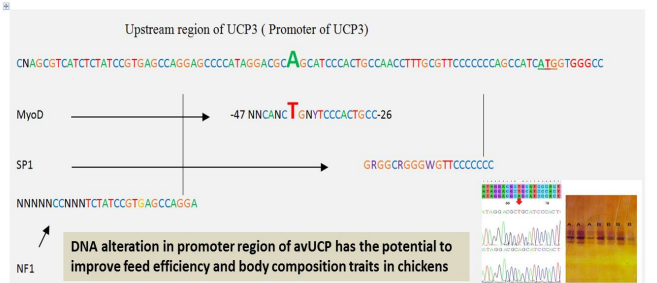 Upstream region of UCP3 ( Promoter of UCP3)
CNAGCGTCATCTCTATCCGTGAGCCAGGAGCCCCATAGGACGCAGCATCCCACTGCCAACCTTTGCGTTCCCCCCCAGCCATCATGGTGGGCC
MyoD -47 NNCANCTGNYTCCCACTGCC-26
SP1 GRGGCRGGGWGTTCCCCCCC
NNNNNCCNNNTCTATCCGTGAGCCAGGA
NF1
DNA alteration in promoter region of avUCP has the potential to
improve feed efficiency and body composition traits in chickens
A A A B B B B